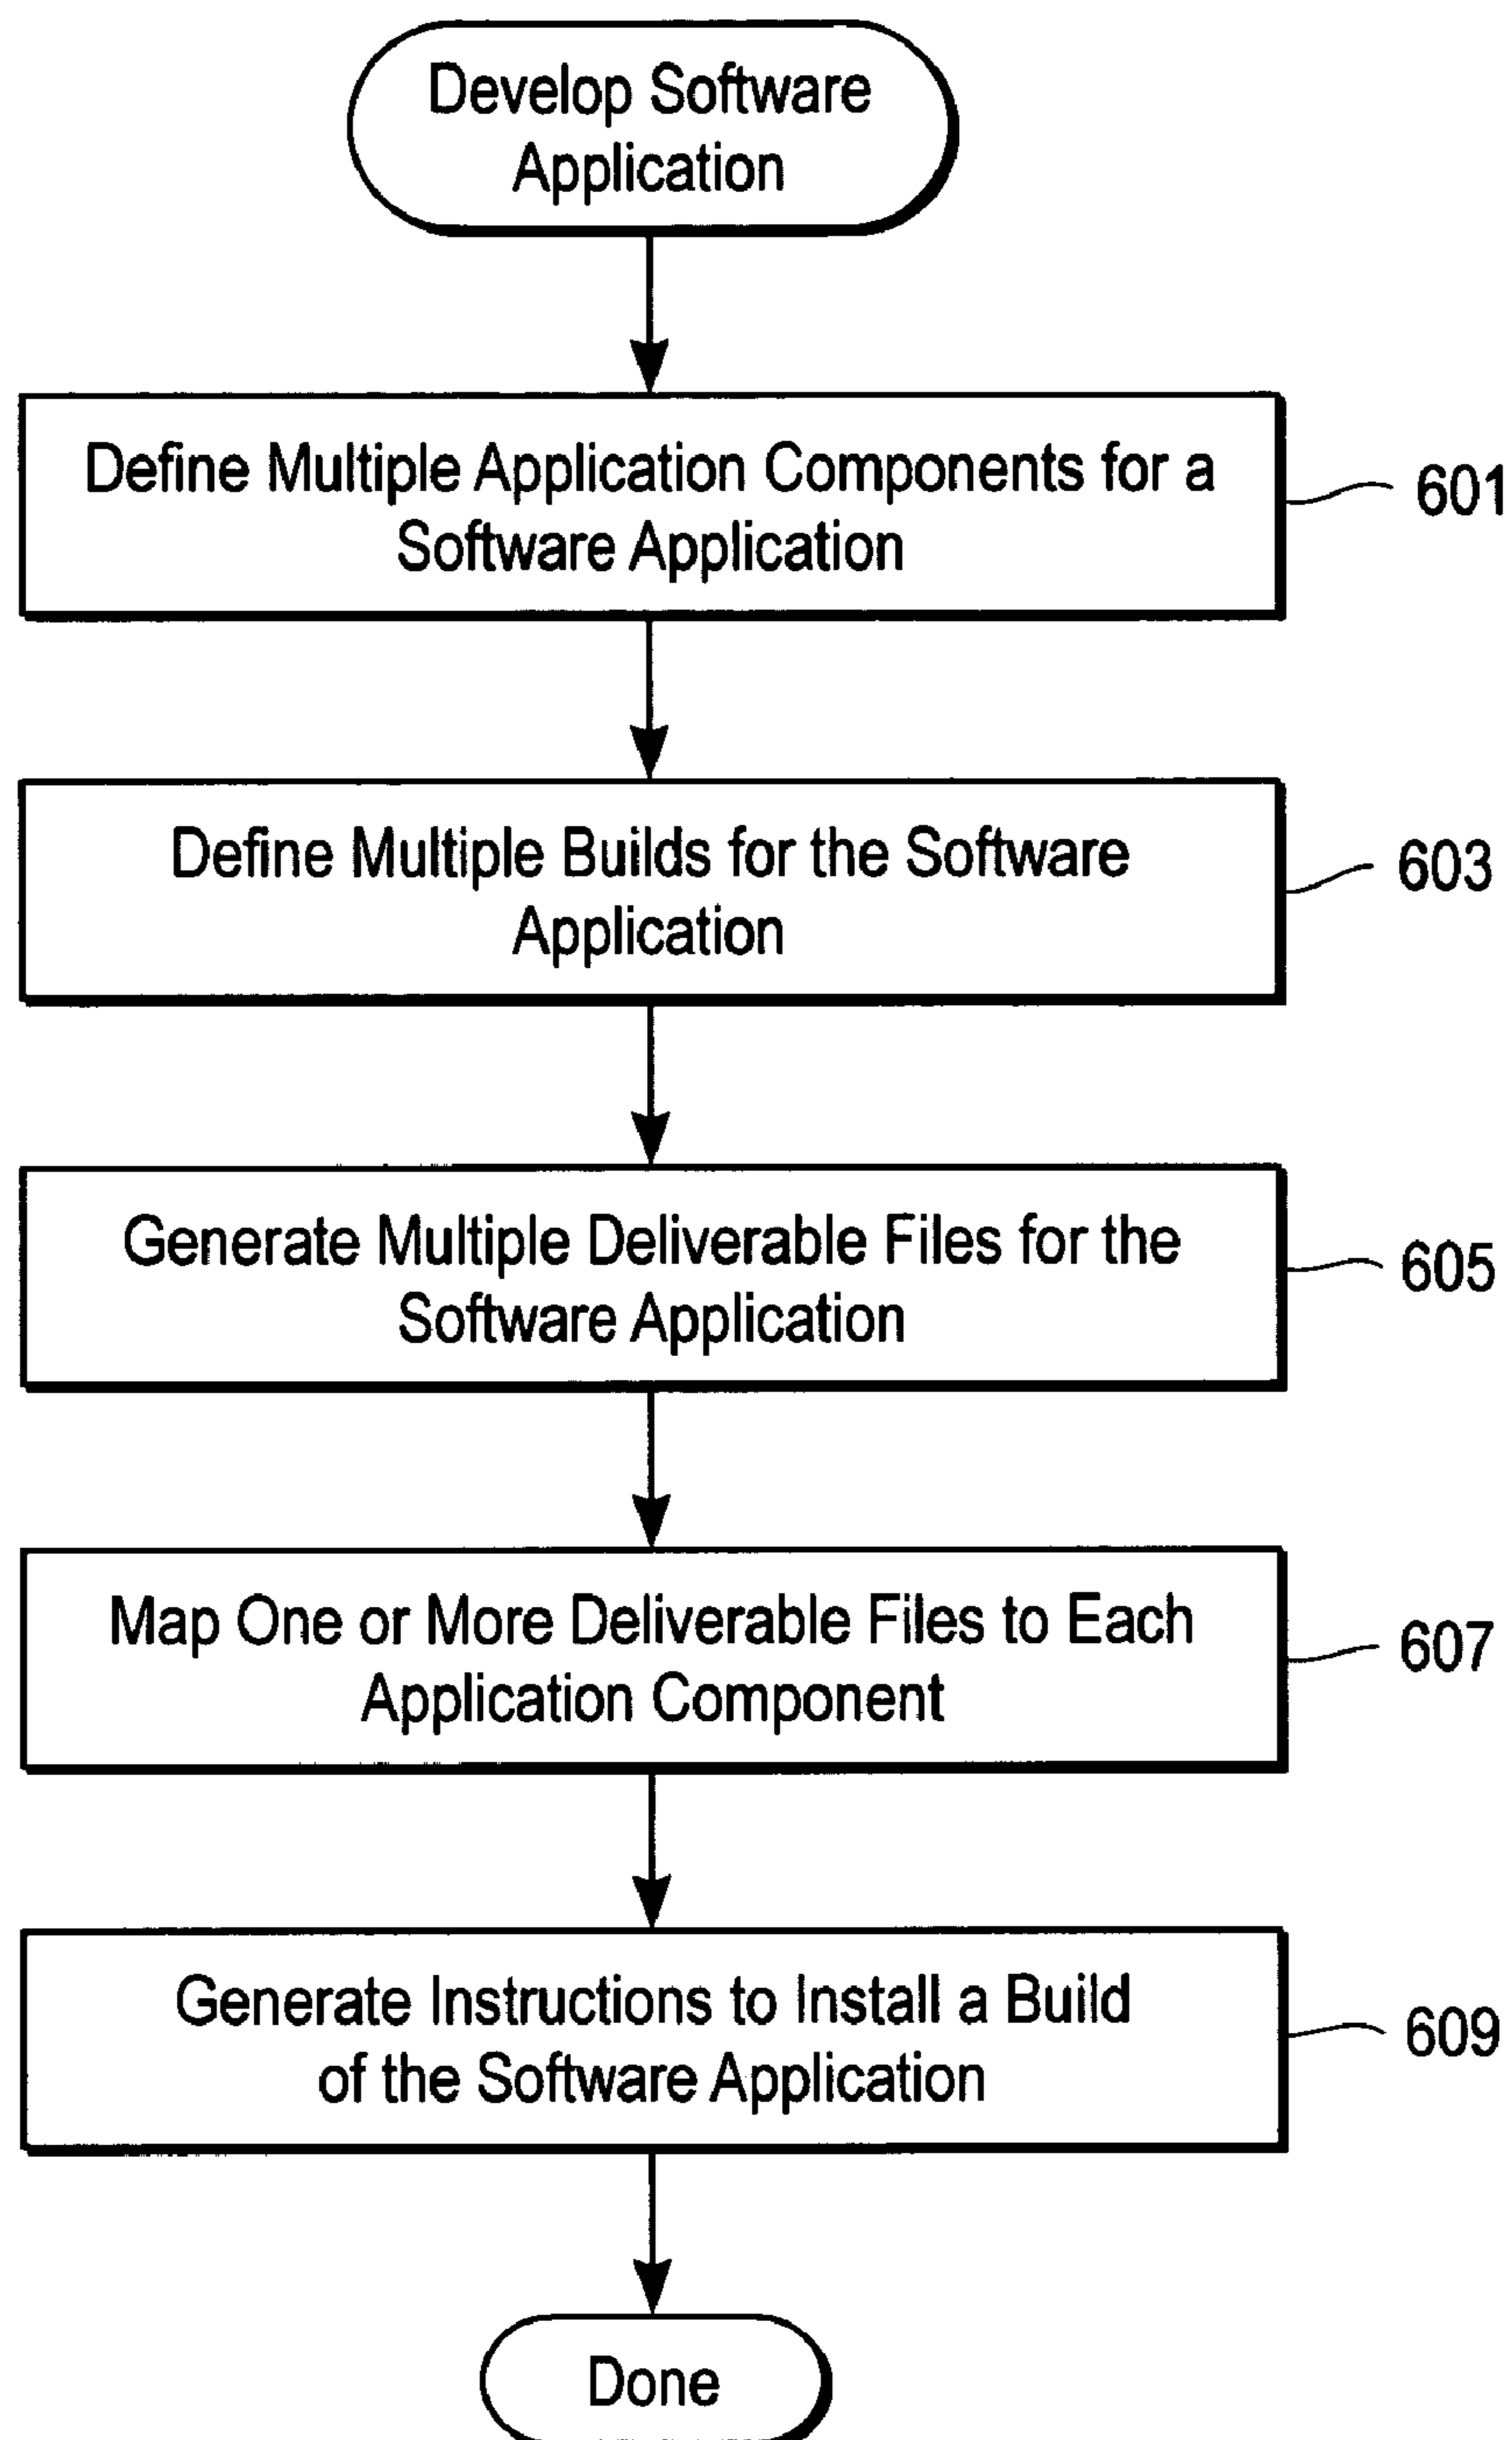 Develop Software
Application
Define Multiple Application Components for a
Software Application
601
Define Multiple Builds for the Software
Application
603
Generate Multiple Deliverable Files for the
Software Application
605
Map One or More Deliverable Files to Each
Application Component
607
Generate Instructions to Install a Build
of the Software Application
609
Done